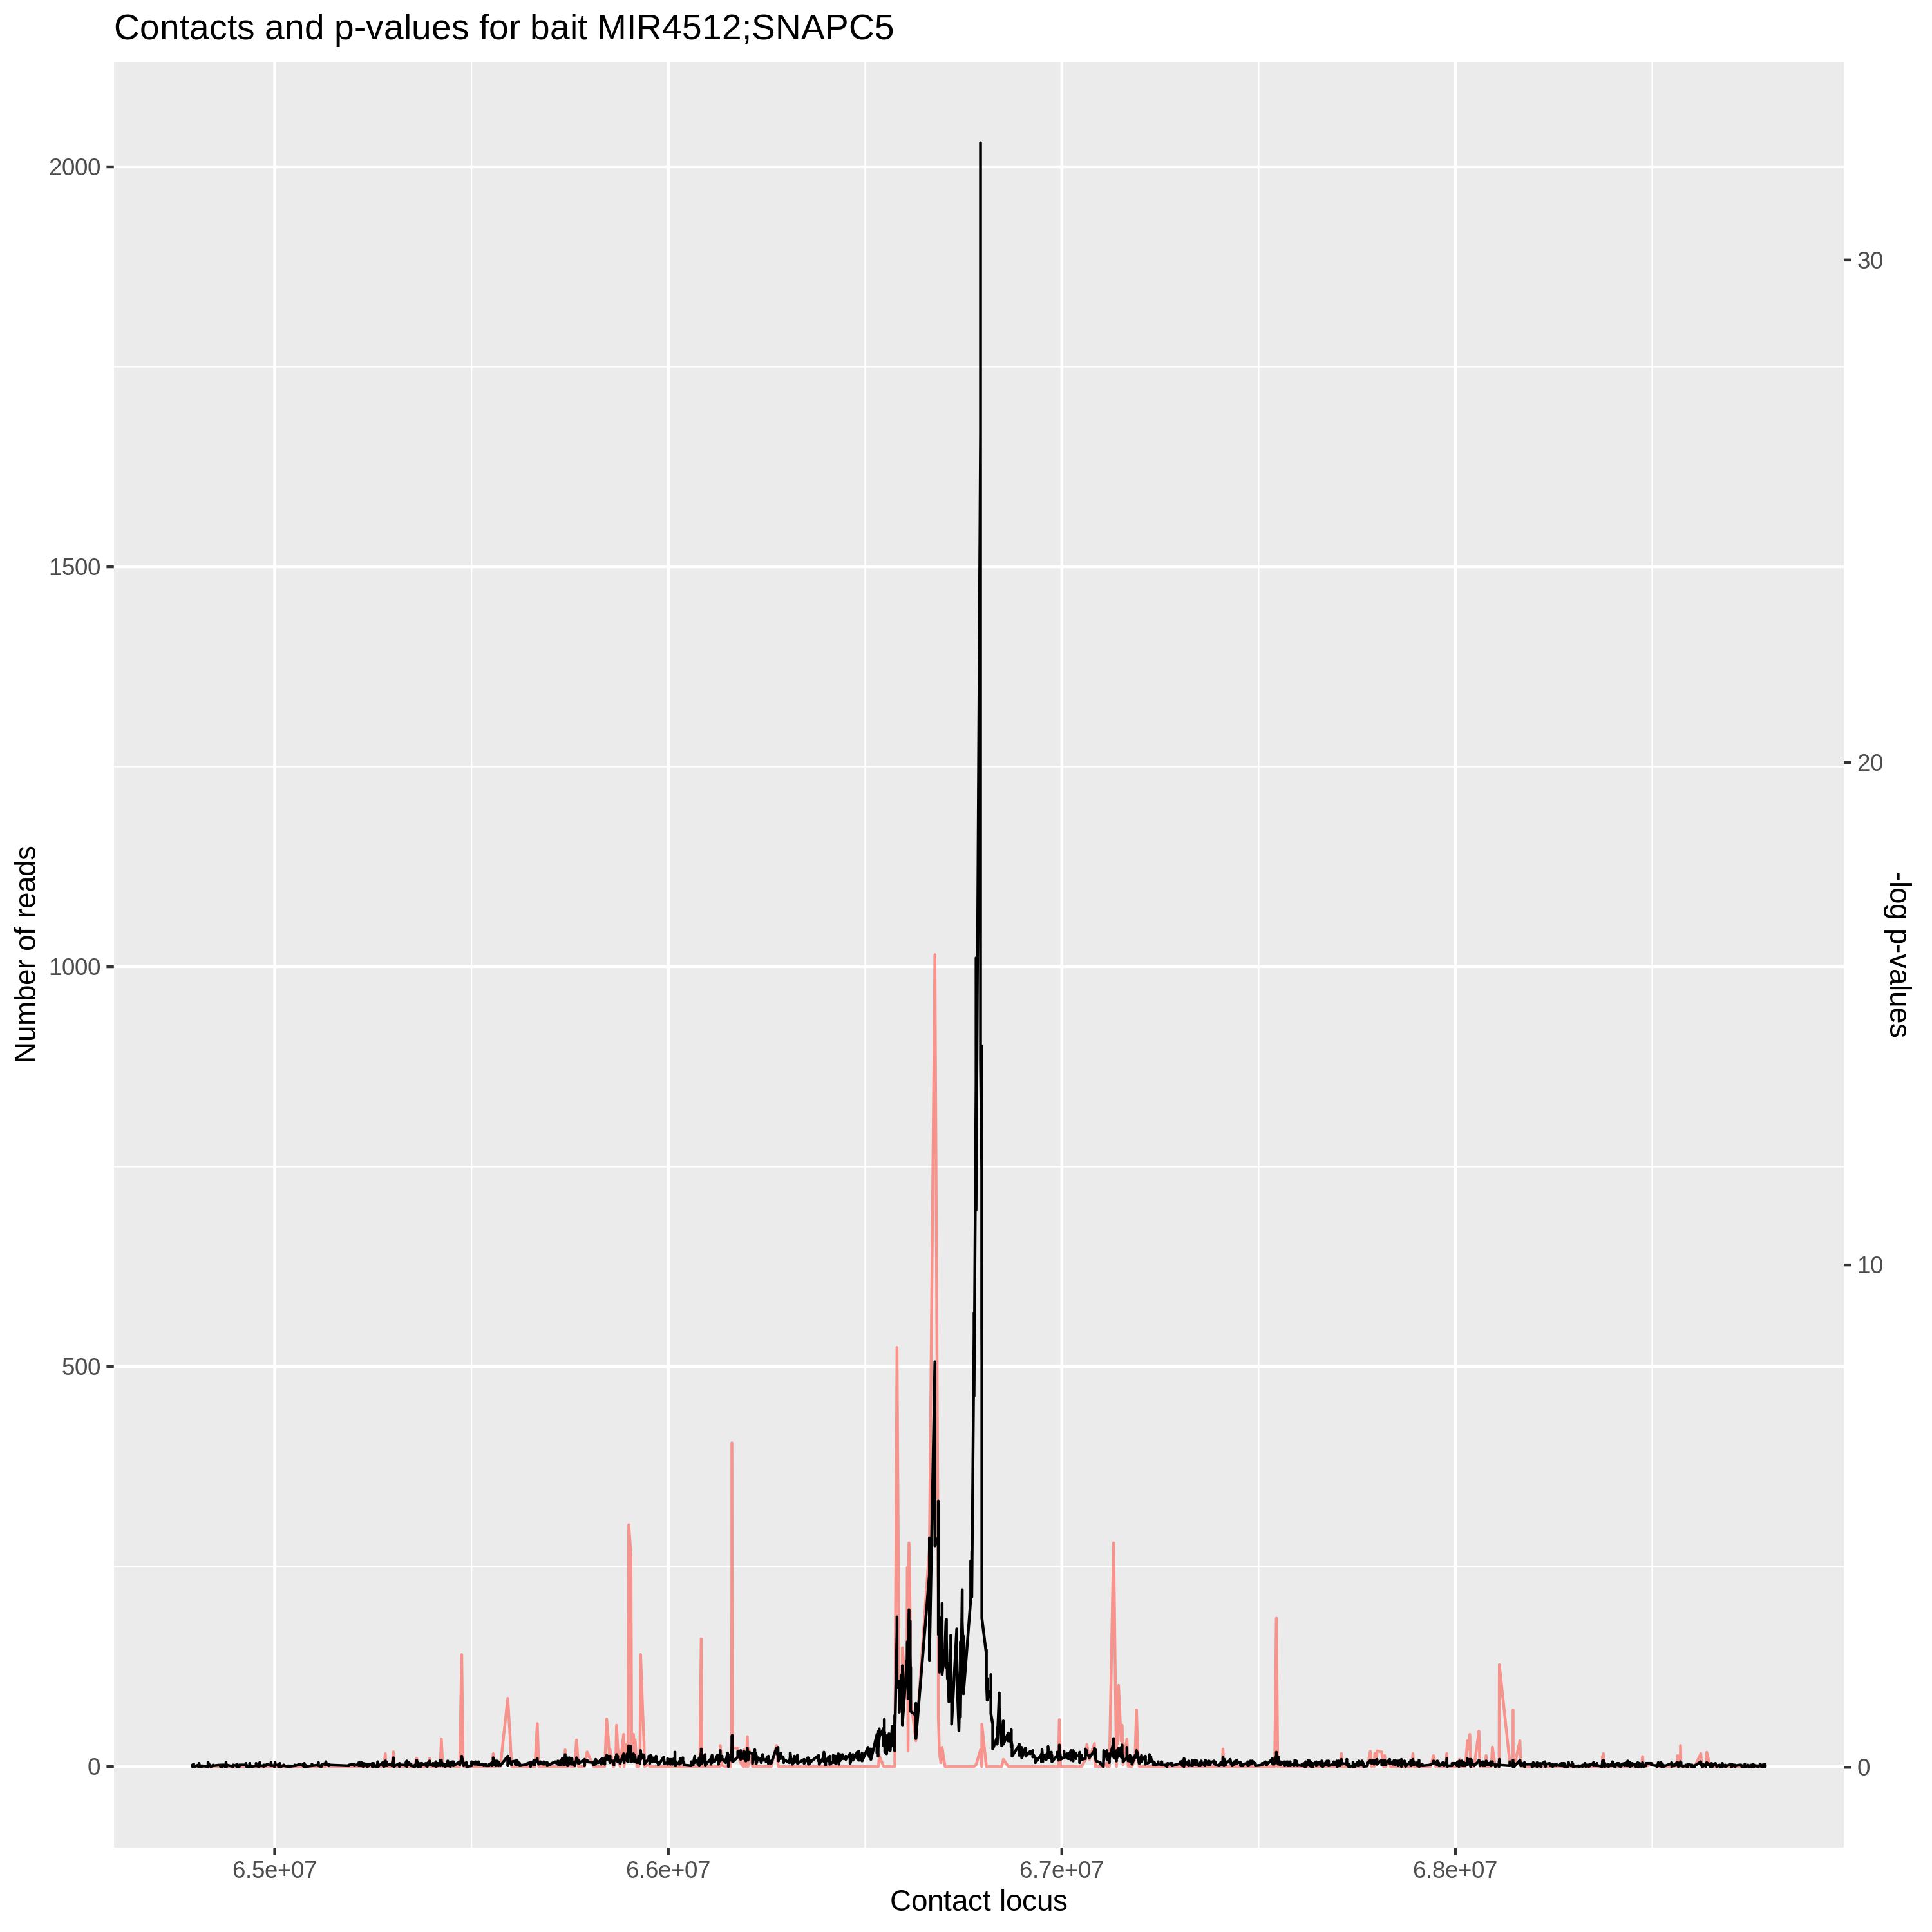 Contacts and p-values for bait MIR4512;SNAPC5
2000
1500
1000
500
0
Number of reads
30
20
10
0
-log p-values
6.5e+07
6.6e+07
6.7e+07
6.8e+07
Contact locus